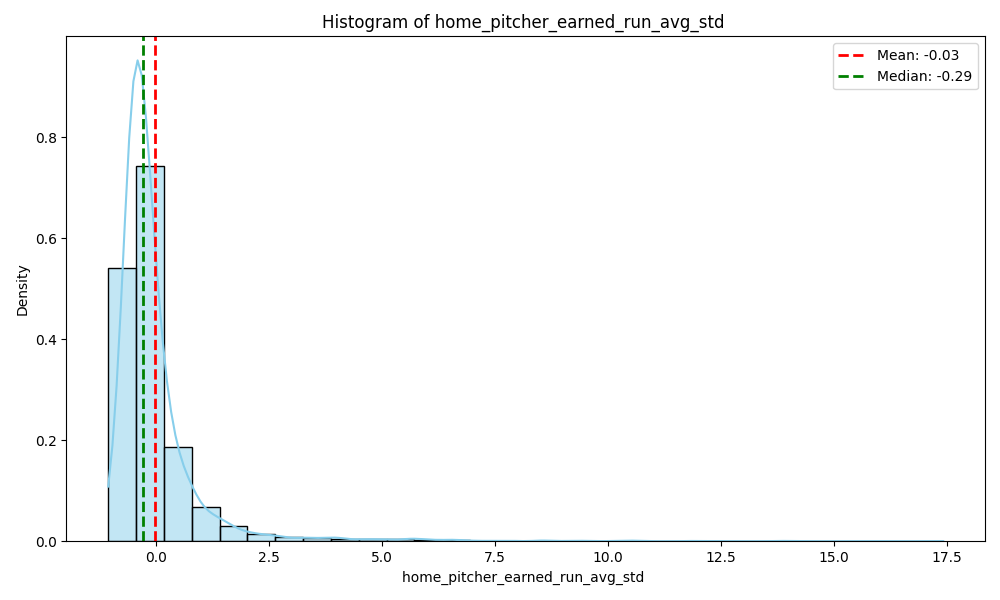 Histogram of home_pitcher_earned_run_avg_std
Mean: -0.03
Median: -0.29
0.8
0.6
0.4
0.2
0.0
Density
0.0 2.5 5.0 7.5 10.0 12.5 15.0 17.5
home_pitcher_earned_run_avg_std